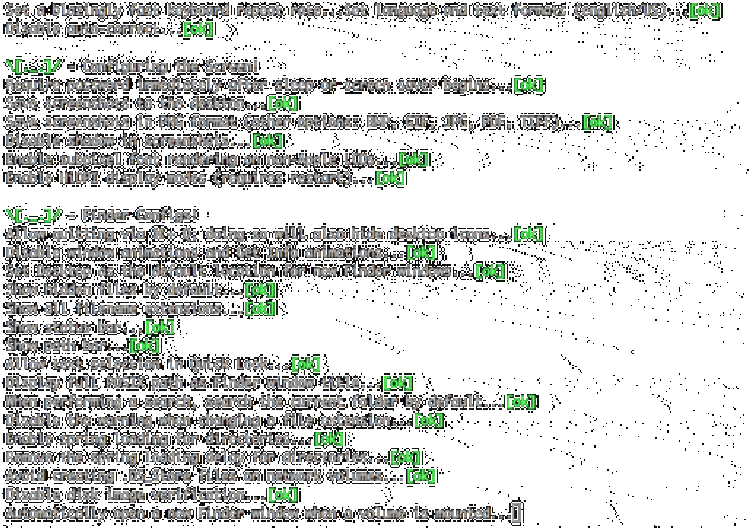 Set a blazingly fast keyboard repeat rate... Set language and text formats (english/US)...[ok]
Disable auto-correct...[ok]

\[._.]/ - Configuring the Screen
Require password immediately after sleep or screen saver begins...[ok]
Save screenshots to the desktop...[ok]
Save screenshots in PNG format (other options: BMP, GIF, JPG, PDF, TIFF)...[ok]
Disable shadow in screenshots...[ok]
Enable subpixel font rendering on non-Apple LCDs...[ok]
Enable HiDPI display modes (requires restart)...[ok]

\[._.]/ - Finder Configs
Allow quitting via ⌘ + Q; doing so will also hide desktop icons...[ok]
Disable window animations and Get Info animations...[ok]
Set Desktop as the default location for new Finder windows...[ok]
Show hidden files by default...[ok]
Show all filename extensions...[ok]
Show status bar...[ok]
Show path bar...[ok]
Allow text selection in Quick Look...[ok]
Display full POSIX path as Finder window title...[ok]
When performing a search, search the current folder by default...[ok]
Disable the warning when changing a file extension...[ok]
Enable spring loading for directories...[ok]
Remove the spring loading delay for directories...[ok]
Avoid creating .DS_Store files on network volumes...[ok]
Disable disk image verification...[ok]
Automatically open a new Finder window when a volume is mounted...